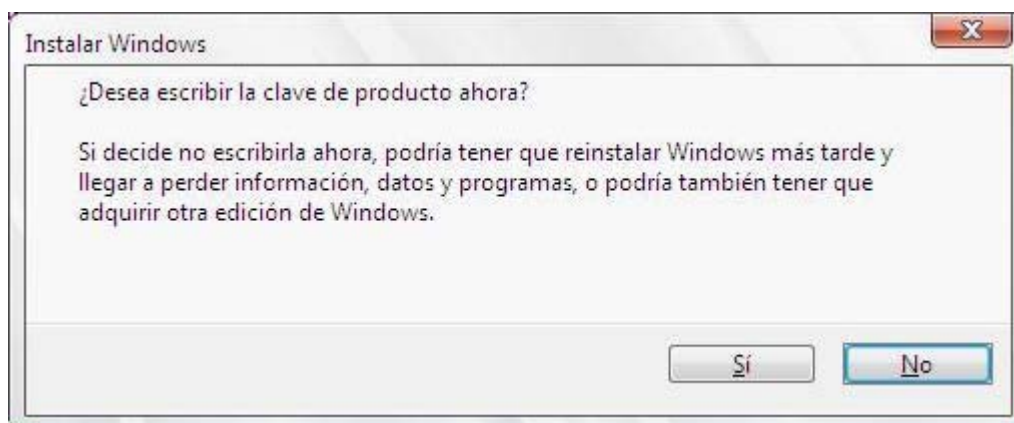 Instalar Windows
¿Desea escribir la clave de producto ahora?
Si decide no escribirla ahora, podría tener que reinstalar Windows más tarde y
llegar a perder información, datos y programas, o podría también tener que
adquirir otra edición de Windows.
Sí No